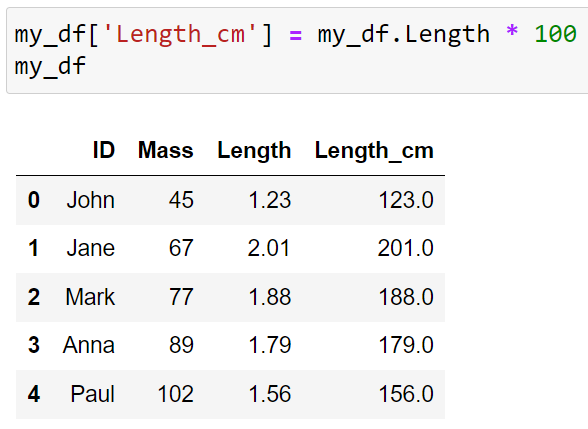 my_df['Length_cm'] = my_df.Length * 100
my_df
ID Mass Length Length_cm
0 John 45 1.23 123.0
1 Jane 67 2.01 201.0
2 Mark 77 1.88 188.0
3 Anna 89 1.79 179.0
4 Paul 102 1.56 156.0